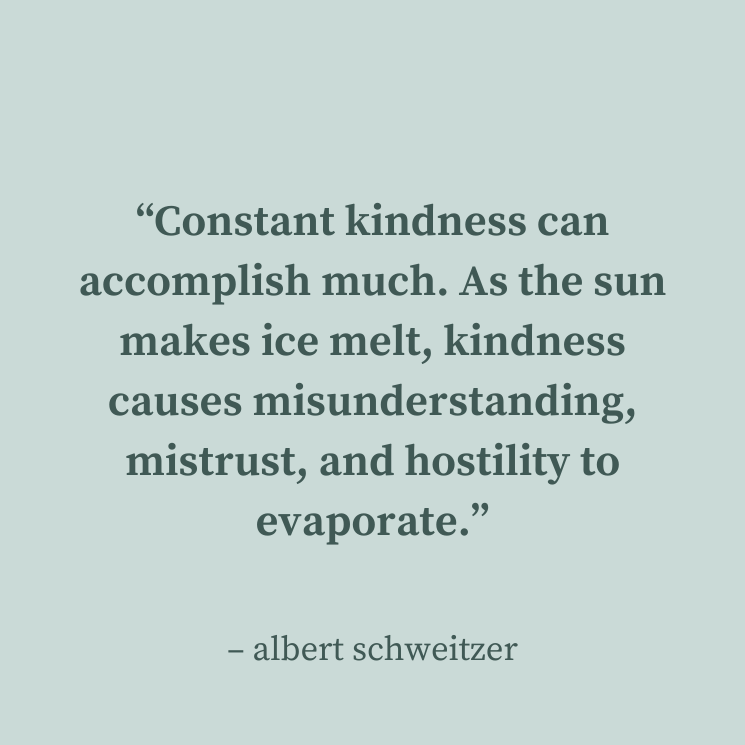 “Constant kindness can
accomplish much. As the sun
makes ice melt, kindness
causes misunderstanding,
mistrust, and hostility to
evaporate.”
– albert schweitzer